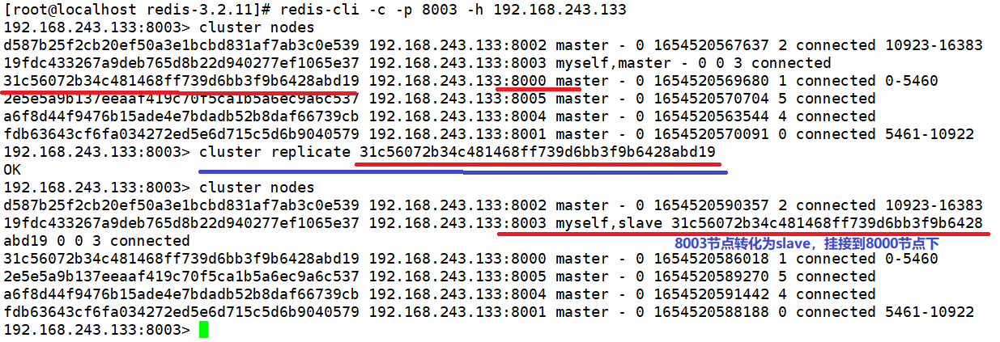 [root@localhost redis-3.2.11]# redis-cli -c -p 8003 -h 192.168.243.133
192.168.243.133:8003> cluster nodes
d587b25f2cb20ef50a3e1bcbd831af7ab3c0e539 192.168.243.133:8002 master - 0 1654520567637 2 connected 10923-16383
19fdc433267a9deb765d8b22d940277ef1065e37 192.168.243.133:8003 myself,master - 0 0 3 connected
31c56072b34c481468ff739d6bb3f9b6428abd19 192.168.243.133:8000 master - 0 1654520569680 1 connected 0-5460
2e5e5a9b137eeaaf419c70f5ca1b5a6ec9a6c537 192.168.243.133:8005 master - 0 1654520570704 5 connected
a6f8d44f9476b15ade4e7bdadb52b8daf66739cb 192.168.243.133:8004 master - 0 1654520563544 4 connected
fdb63643cf6fa034272ed5e6d715c5d6b9040579 192.168.243.133:8001 master - 0 1654520570091 0 connected 5461-10922
192.168.243.133:8003> cluster replicate 31c56072b34c481468ff739d6bb3f9b6428abd19
OK
192.168.243.133:8003> cluster nodes
d587b25f2cb20ef50a3e1bcbd831af7ab3c0e539 192.168.243.133:8002 master - 0 1654520590357 2 connected 10923-16383
19fdc433267a9deb765d8b22d940277ef1065e37 192.168.243.133:8003 myself,slave 31c56072b34c481468ff739d6bb3f9b6428
abd19 0 0 3 connected
8003节点转化为slave，挂接到8000节点下
31c56072b34c481468ff739d6bb3f9b6428abd19 192.168.243.133:8000 master - 0 1654520586018 1 connected 0-5460
2e5e5a9b137eeaaf419c70f5ca1b5a6ec9a6c537 192.168.243.133:8005 master - 0 1654520589270 5 connected
a6f8d44f9476b15ade4e7bdadb52b8daf66739cb 192.168.243.133:8004 master - 0 1654520591442 4 connected
fdb63643cf6fa034272ed5e6d715c5d6b9040579 192.168.243.133:8001 master - 0 1654520588188 0 connected 5461-10922
192.168.243.133:8003>